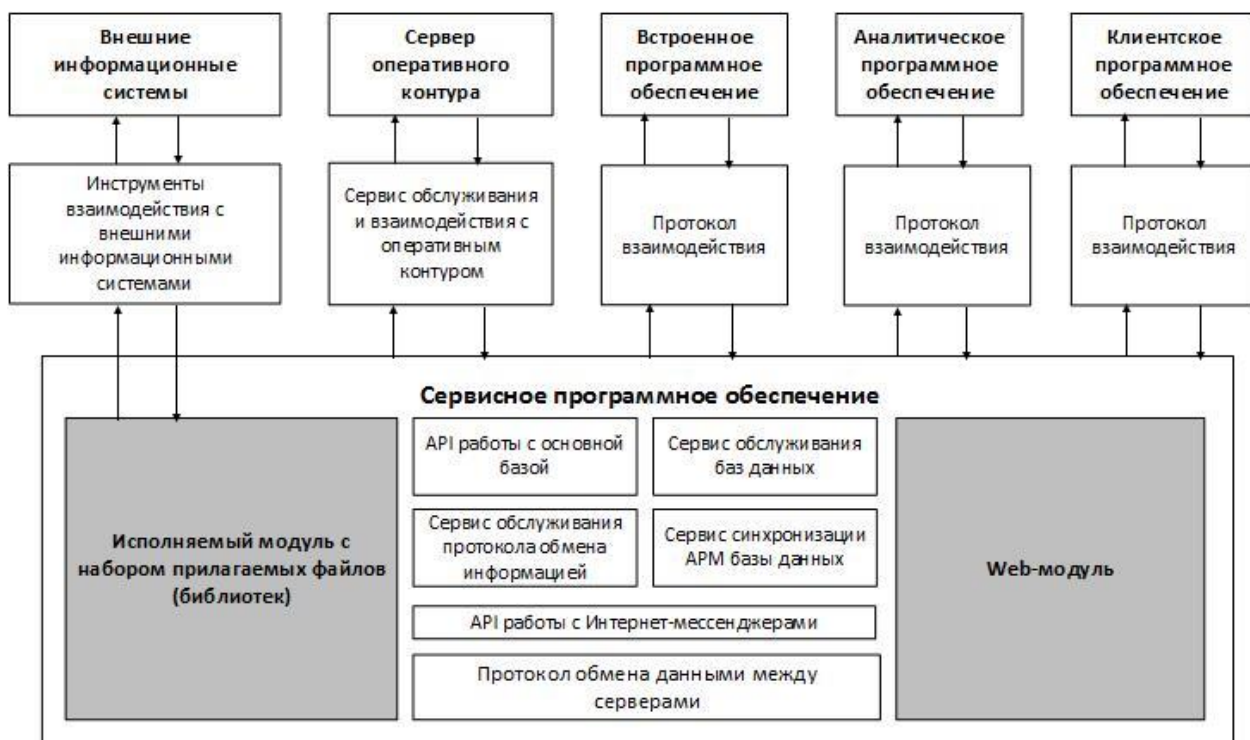 Внешние
информационные
системы
Сервер
оперативного
контура
Встроенное
программное
обеспечение
Аналитическое
программное
обеспечение
Клиентское
программное
обеспечение
Инструменты
взаимодействия с
внешними
информационными
системами
Сервис обслуживания
и взаимодействия с
оперативным
контуром
Протокол
взаимодействия
Протокол
взаимодействия
Протокол
взаимодействия
Сервисное программное обеспечение
Исполняемый модуль с
набором прилагаемых файлов
(библиотек)
API работы с основной
базой
Сервис обслуживания
баз данных
Сервис обслуживания
протокола обмена
информацией
Сервис синхронизации
АРМ базы данных
API работы с Интернет-мессенджерами
Протокол обмена данными между
серверами
Web-модуль